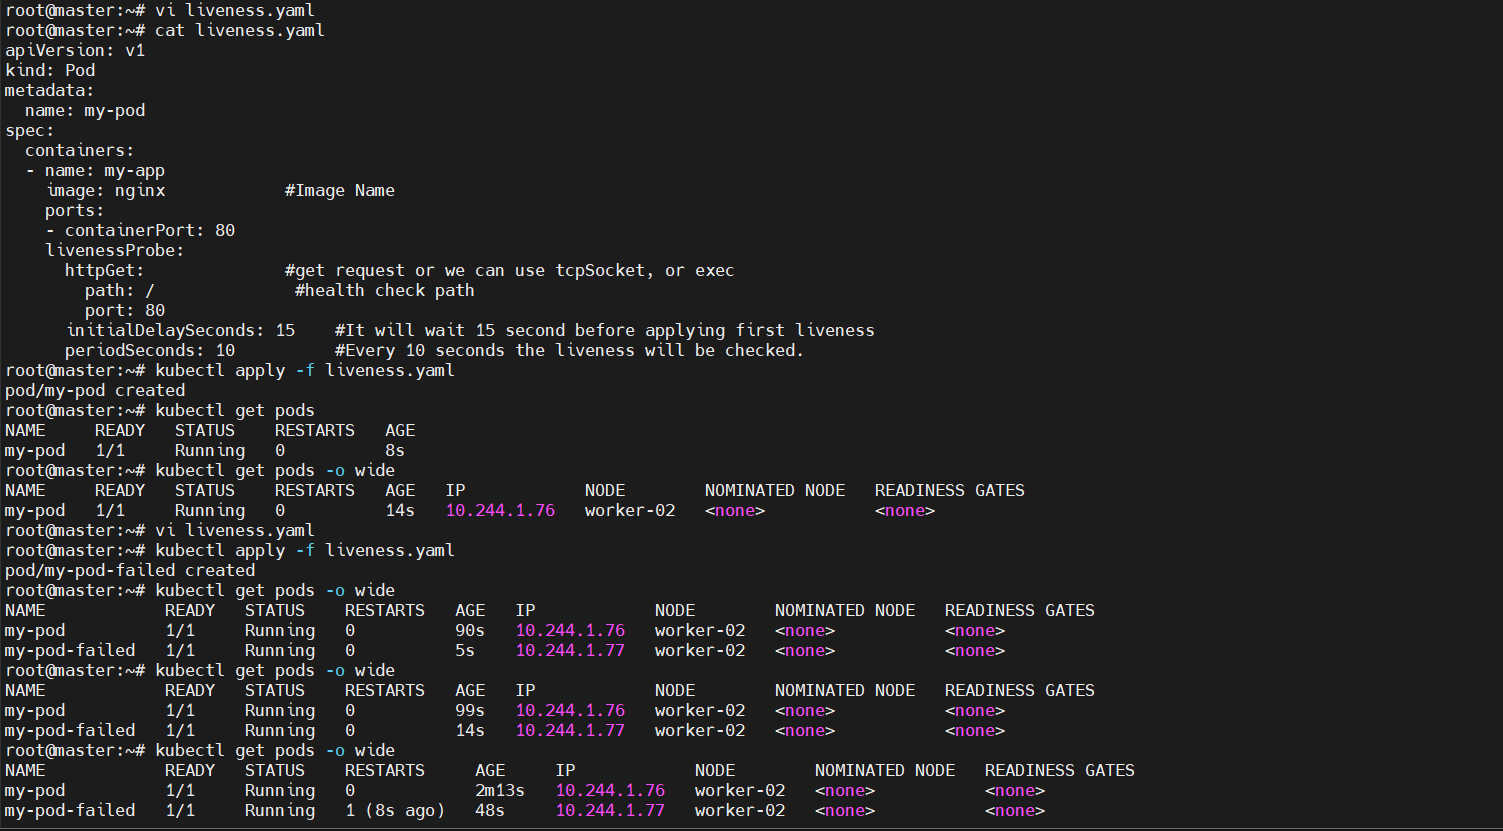 root@master:~# vi liveness.yaml
root@master:~# cat liveness.yaml
apiVersion: v1
kind: Pod
metadata:
  name: my-pod
spec:
  containers:
  - name: my-app
    image: nginx            #Image Name
    ports:
    - containerPort: 80
    livenessProbe:
      httpGet:              #get request or we can use tcpSocket, or exec
        path: /              #health check path
        port: 80
      initialDelaySeconds: 15    #It will wait 15 second before applying first liveness
      periodSeconds: 10          #Every 10 seconds the liveness will be checked.
root@master:~# kubectl apply -f liveness.yaml
pod/my-pod created
root@master:~# kubectl get pods
NAME     READY   STATUS    RESTARTS   AGE
my-pod   1/1     Running   0          8s
root@master:~# kubectl get pods -o wide
NAME     READY   STATUS    RESTARTS   AGE   IP            NODE        NOMINATED NODE   READINESS GATES
my-pod   1/1     Running   0          14s   10.244.1.76   worker-02   <none>           <none>
root@master:~# vi liveness.yaml
root@master:~# kubectl apply -f liveness.yaml
pod/my-pod-failed created
root@master:~# kubectl get pods -o wide
NAME            READY   STATUS    RESTARTS   AGE   IP            NODE        NOMINATED NODE   READINESS GATES
my-pod          1/1     Running   0          90s   10.244.1.76   worker-02   <none>           <none>
my-pod-failed   1/1     Running   0          5s    10.244.1.77   worker-02   <none>           <none>
root@master:~# kubectl get pods -o wide
NAME            READY   STATUS    RESTARTS   AGE   IP            NODE        NOMINATED NODE   READINESS GATES
my-pod          1/1     Running   0          99s   10.244.1.76   worker-02   <none>           <none>
my-pod-failed   1/1     Running   0          14s   10.244.1.77   worker-02   <none>           <none>
root@master:~# kubectl get pods -o wide
NAME            READY   STATUS    RESTARTS     AGE     IP            NODE        NOMINATED NODE   READINESS GATES
my-pod          1/1     Running   0            2m13s   10.244.1.76   worker-02   <none>           <none>
my-pod-failed   1/1     Running   1 (8s ago)   48s     10.244.1.77   worker-02   <none>           <none>